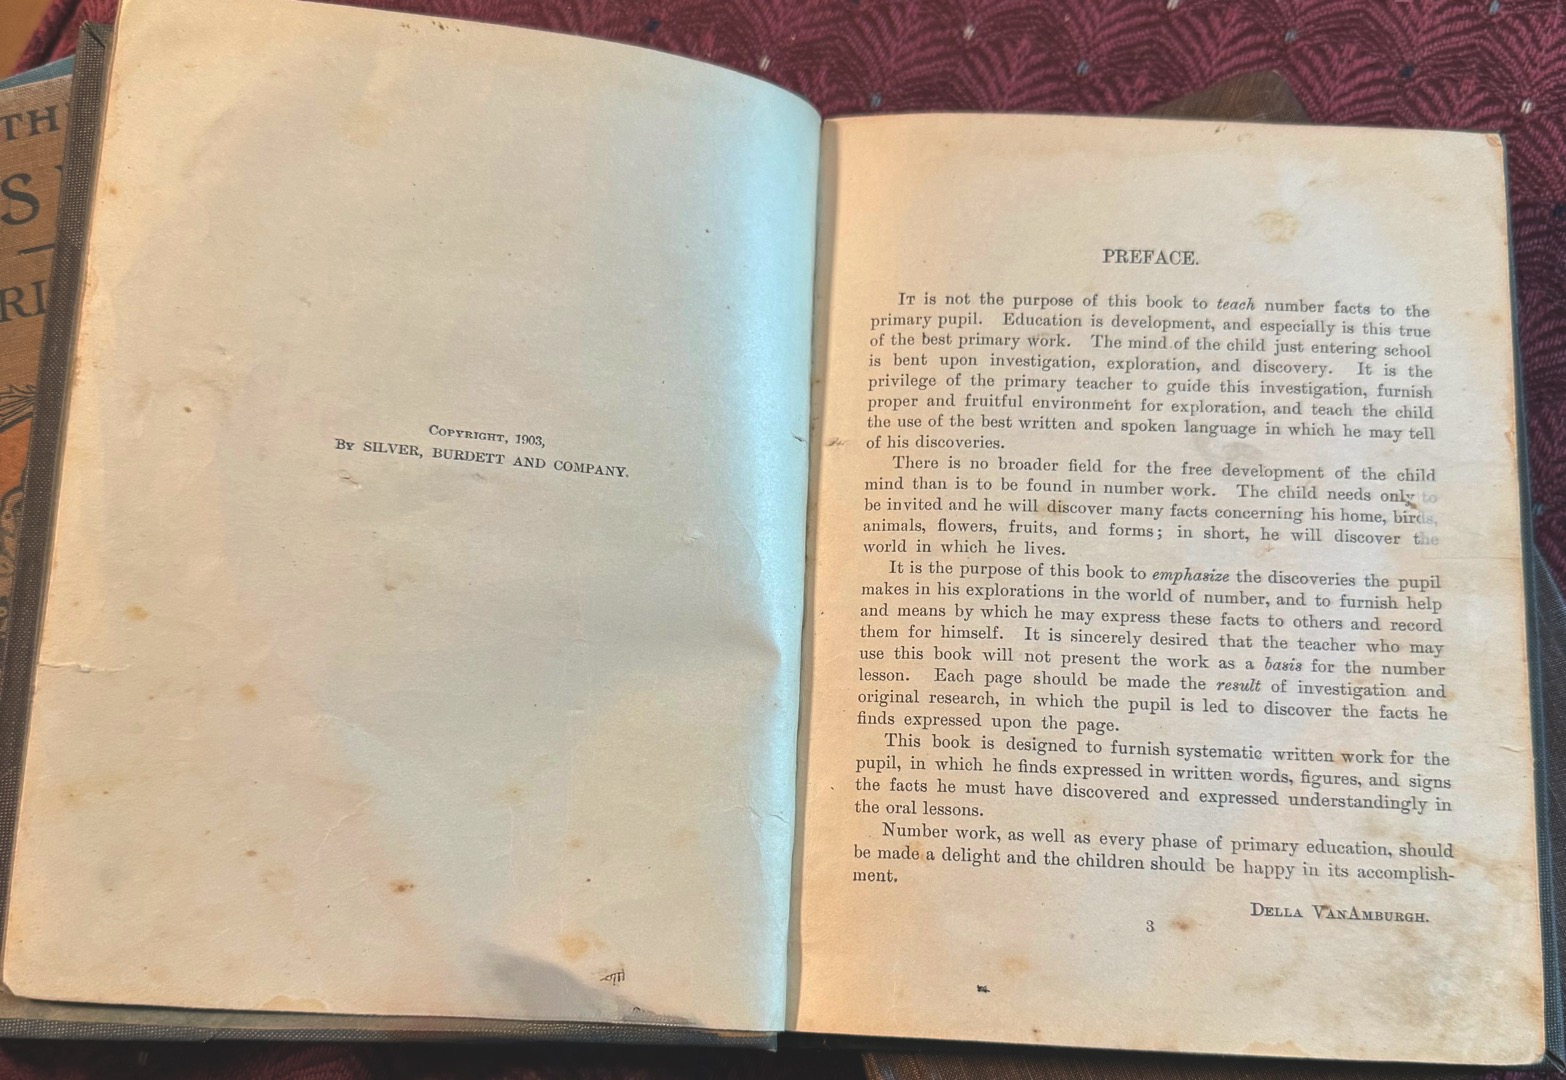 TH
S
RI
COPYRIGHT, 1903,
BY SILVER, BURDETT AND COMPANY.
PREFACE.
IT is not the purpose of this book to teach number facts to the
primary pupil. Education is development, and especially is this true
of the best primary work. The mind of the child just entering school
is bent upon investigation, exploration, and discovery. It is the
privilege of the primary teacher to guide this investigation, furnish
proper and fruitful environment for exploration, and teach the child
the use of the best written and spoken language in which he may tell
of his discoveries.
There is no broader field for the free development of the child
mind than is to be found in number work. The child needs only to
be invited and he will discover many facts concerning his home, birds,
animals, flowers, fruits, and forms; in short, he will discover the
world in which he lives.
It is the purpose of this book to emphasize the discoveries the pupil
makes in his explorations in the world of number, and to furnish help
and means by which he may express these facts to others and record
them for himself. It is sincerely desired that the teacher who may
use this book will not present the work as a basis for the number
lesson. Each page should be made the result of investigation and
original research, in which the pupil is led to discover the facts he
finds expressed upon the page.
This book is designed to furnish systematic written work for the
pupil, in which he finds expressed in written words, figures, and signs
the facts he must have discovered and expressed understandingly in
the oral lessons.
Number work, as well as every phase of primary education, should
be made a delight and the children should be happy in its accomplish-
ment.
DELLA VANAMBURGH.
3